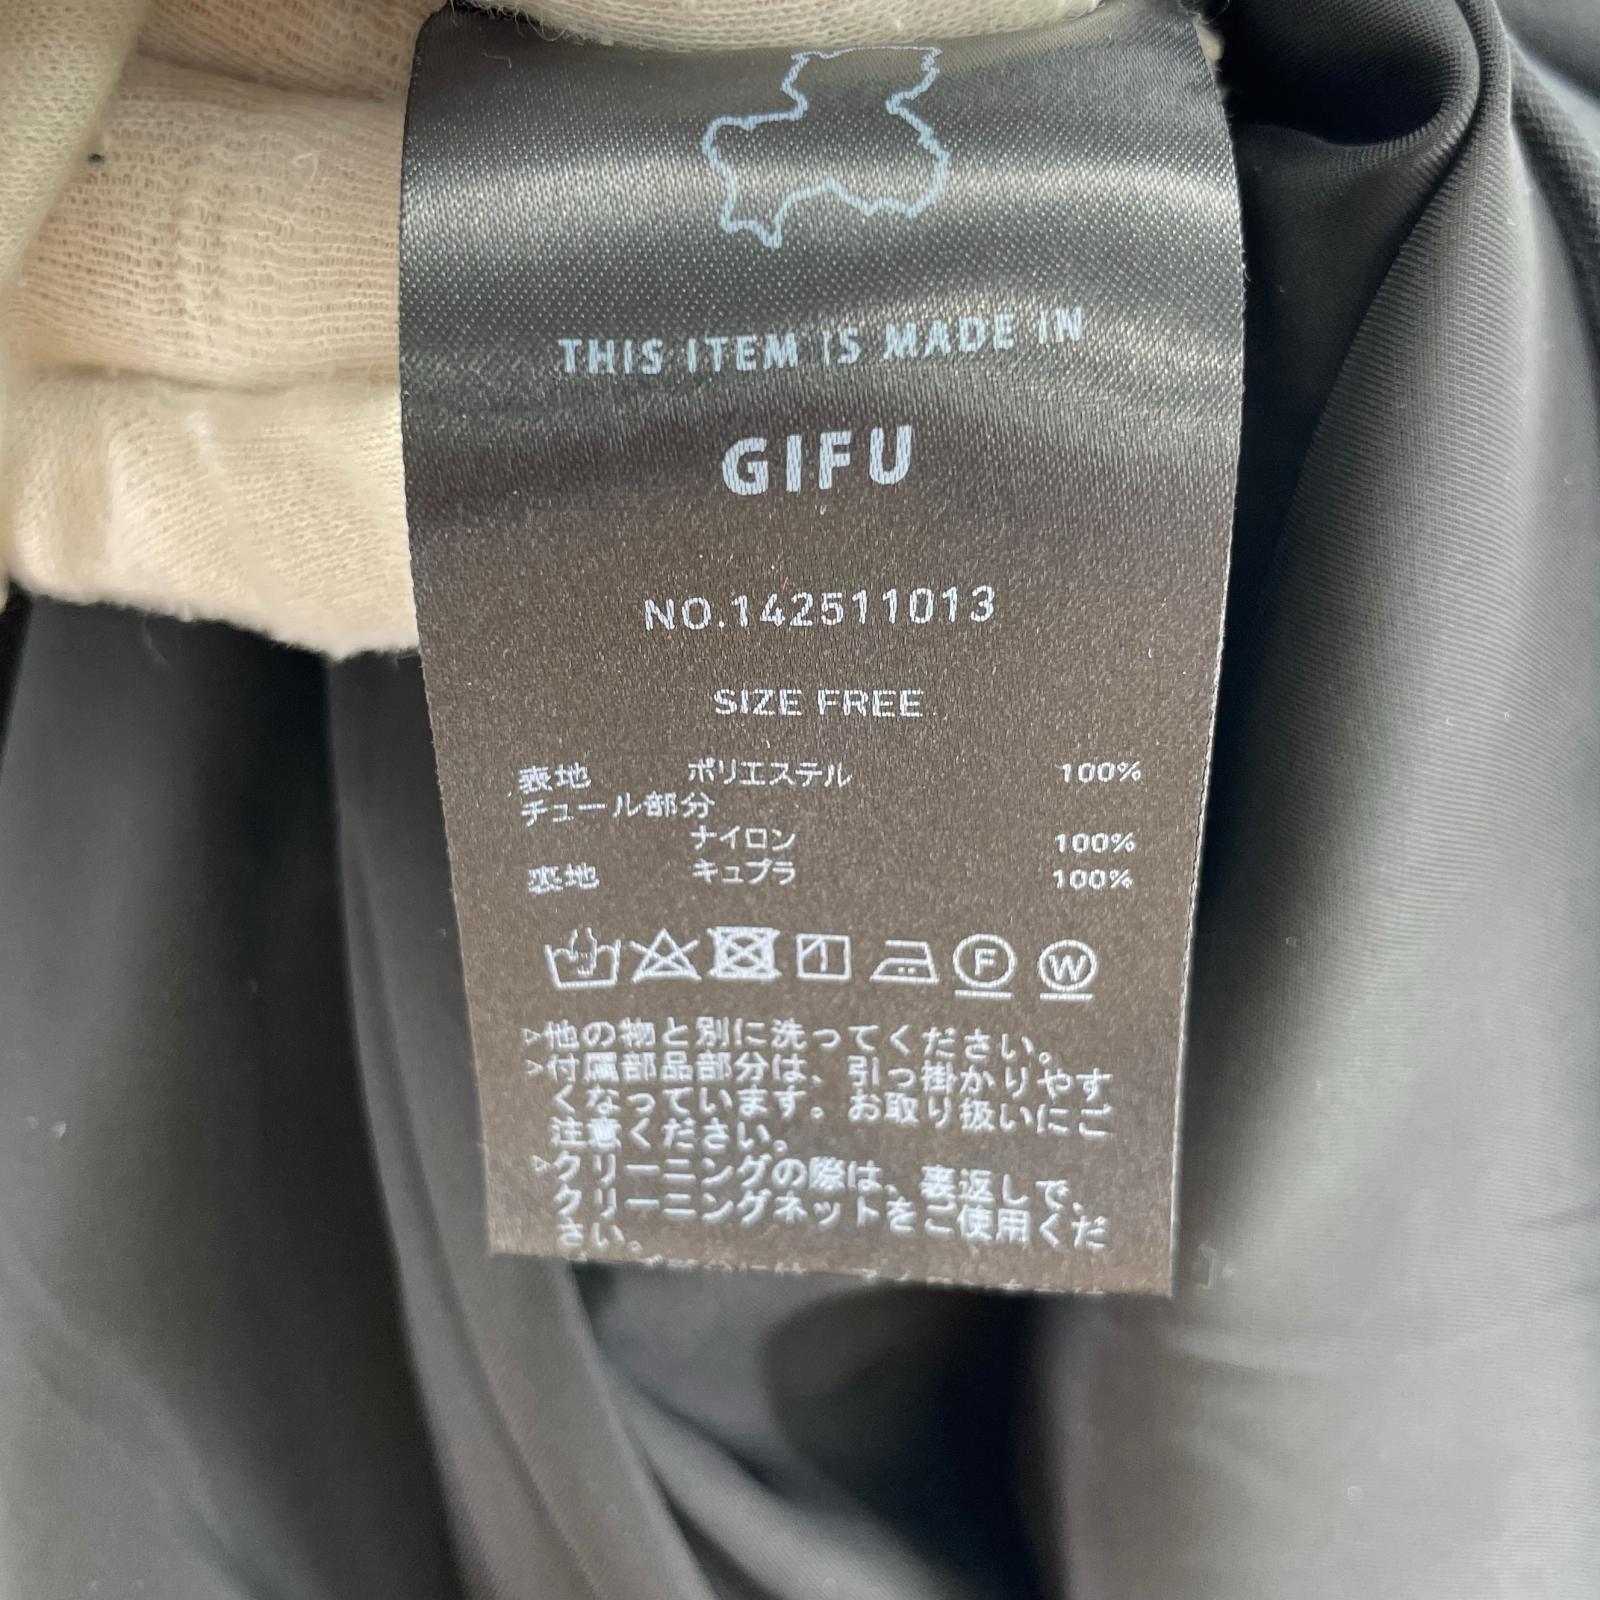 THIS ITEM IS MADE IN
GIFU
NO.142511013
SIZE FREE
表地 ポリエステル 100%
チュール部分
ナイロン 100%
裏地 キュプラ 100%
F W
▷他の物と別に洗ってください。
▷付属部品部分は、引っ掛かりやす
くなっています。お取り扱いにご
注意ください。
▷クリーニングの際は、裏返しで、
クリーニングネットをご使用くだ
さい。